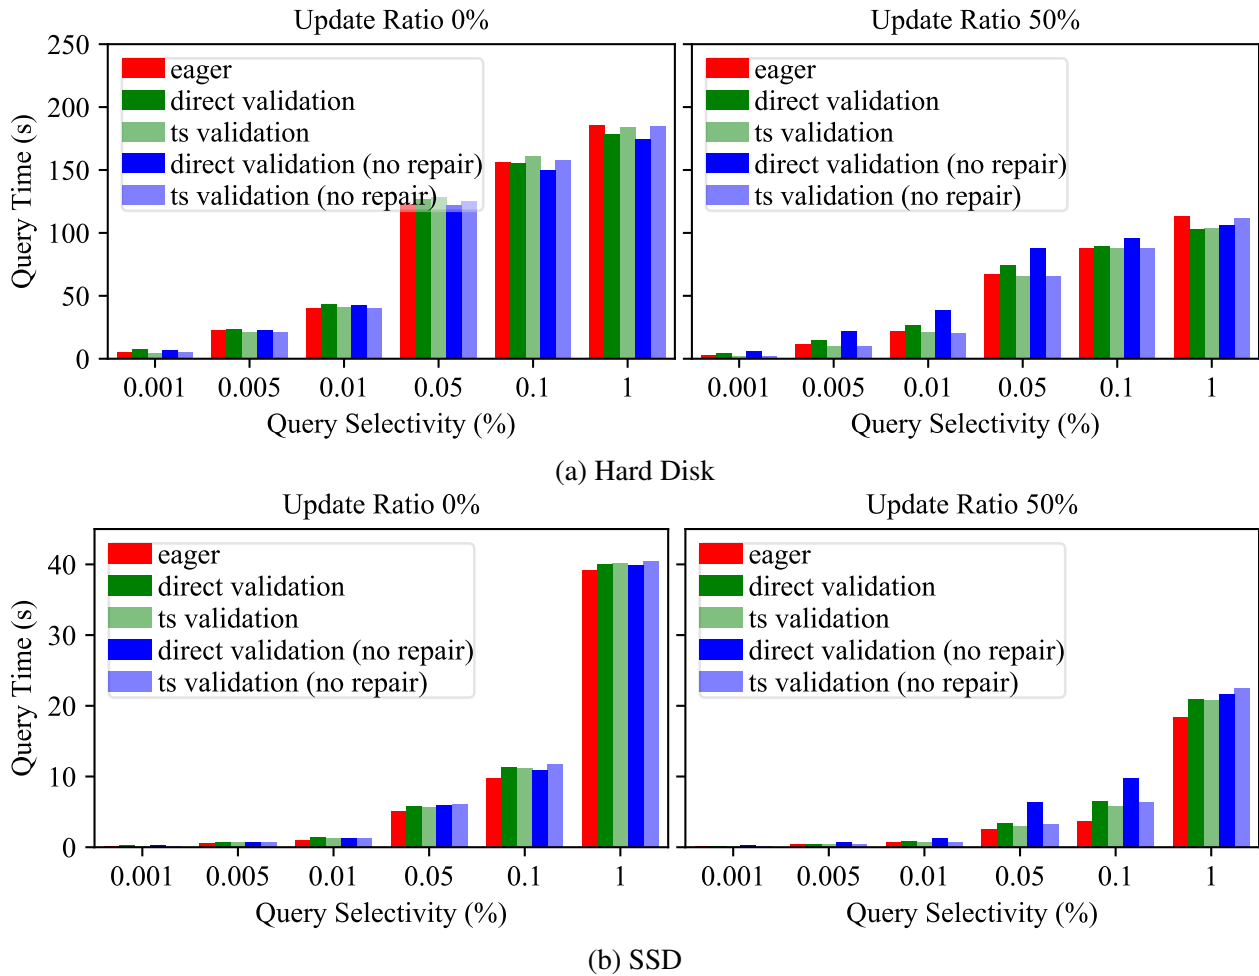 Update Ratio 0%
Update Ratio 50%
Query Time (s)
250
200
150
100
50
0
eager
direct validation
ts validation
direct validation (no repair)
ts validation (no repair)
eager
direct validation
ts validation
direct validation (no repair)
ts validation (no repair)
0.001 0.005 0.01 0.05 0.1 1
0.001 0.005 0.01 0.05 0.1 1
Query Selectivity (%)
Query Selectivity (%)
(a) Hard Disk
Update Ratio 0%
Update Ratio 50%
Query Time (s)
40
30
20
10
0
eager
direct validation
ts validation
direct validation (no repair)
ts validation (no repair)
eager
direct validation
ts validation
direct validation (no repair)
ts validation (no repair)
0.001 0.005 0.01 0.05 0.1 1
0.001 0.005 0.01 0.05 0.1 1
Query Selectivity (%)
Query Selectivity (%)
(b) SSD